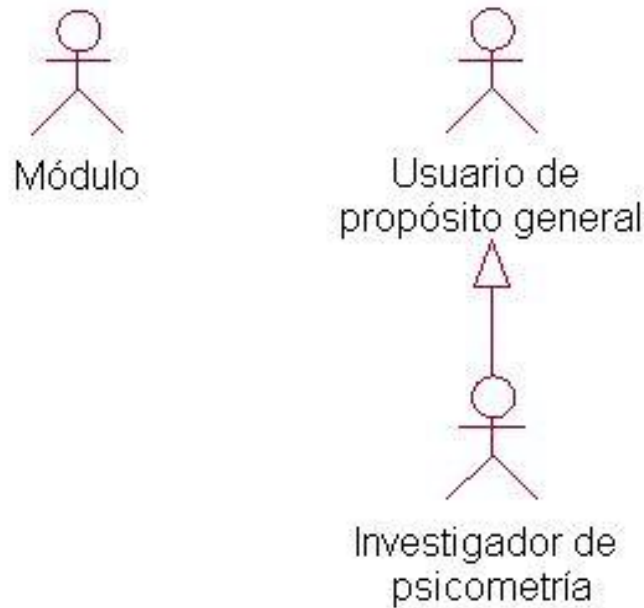 Módulo
Usuario de
propósito general
Investigador de
psicometría